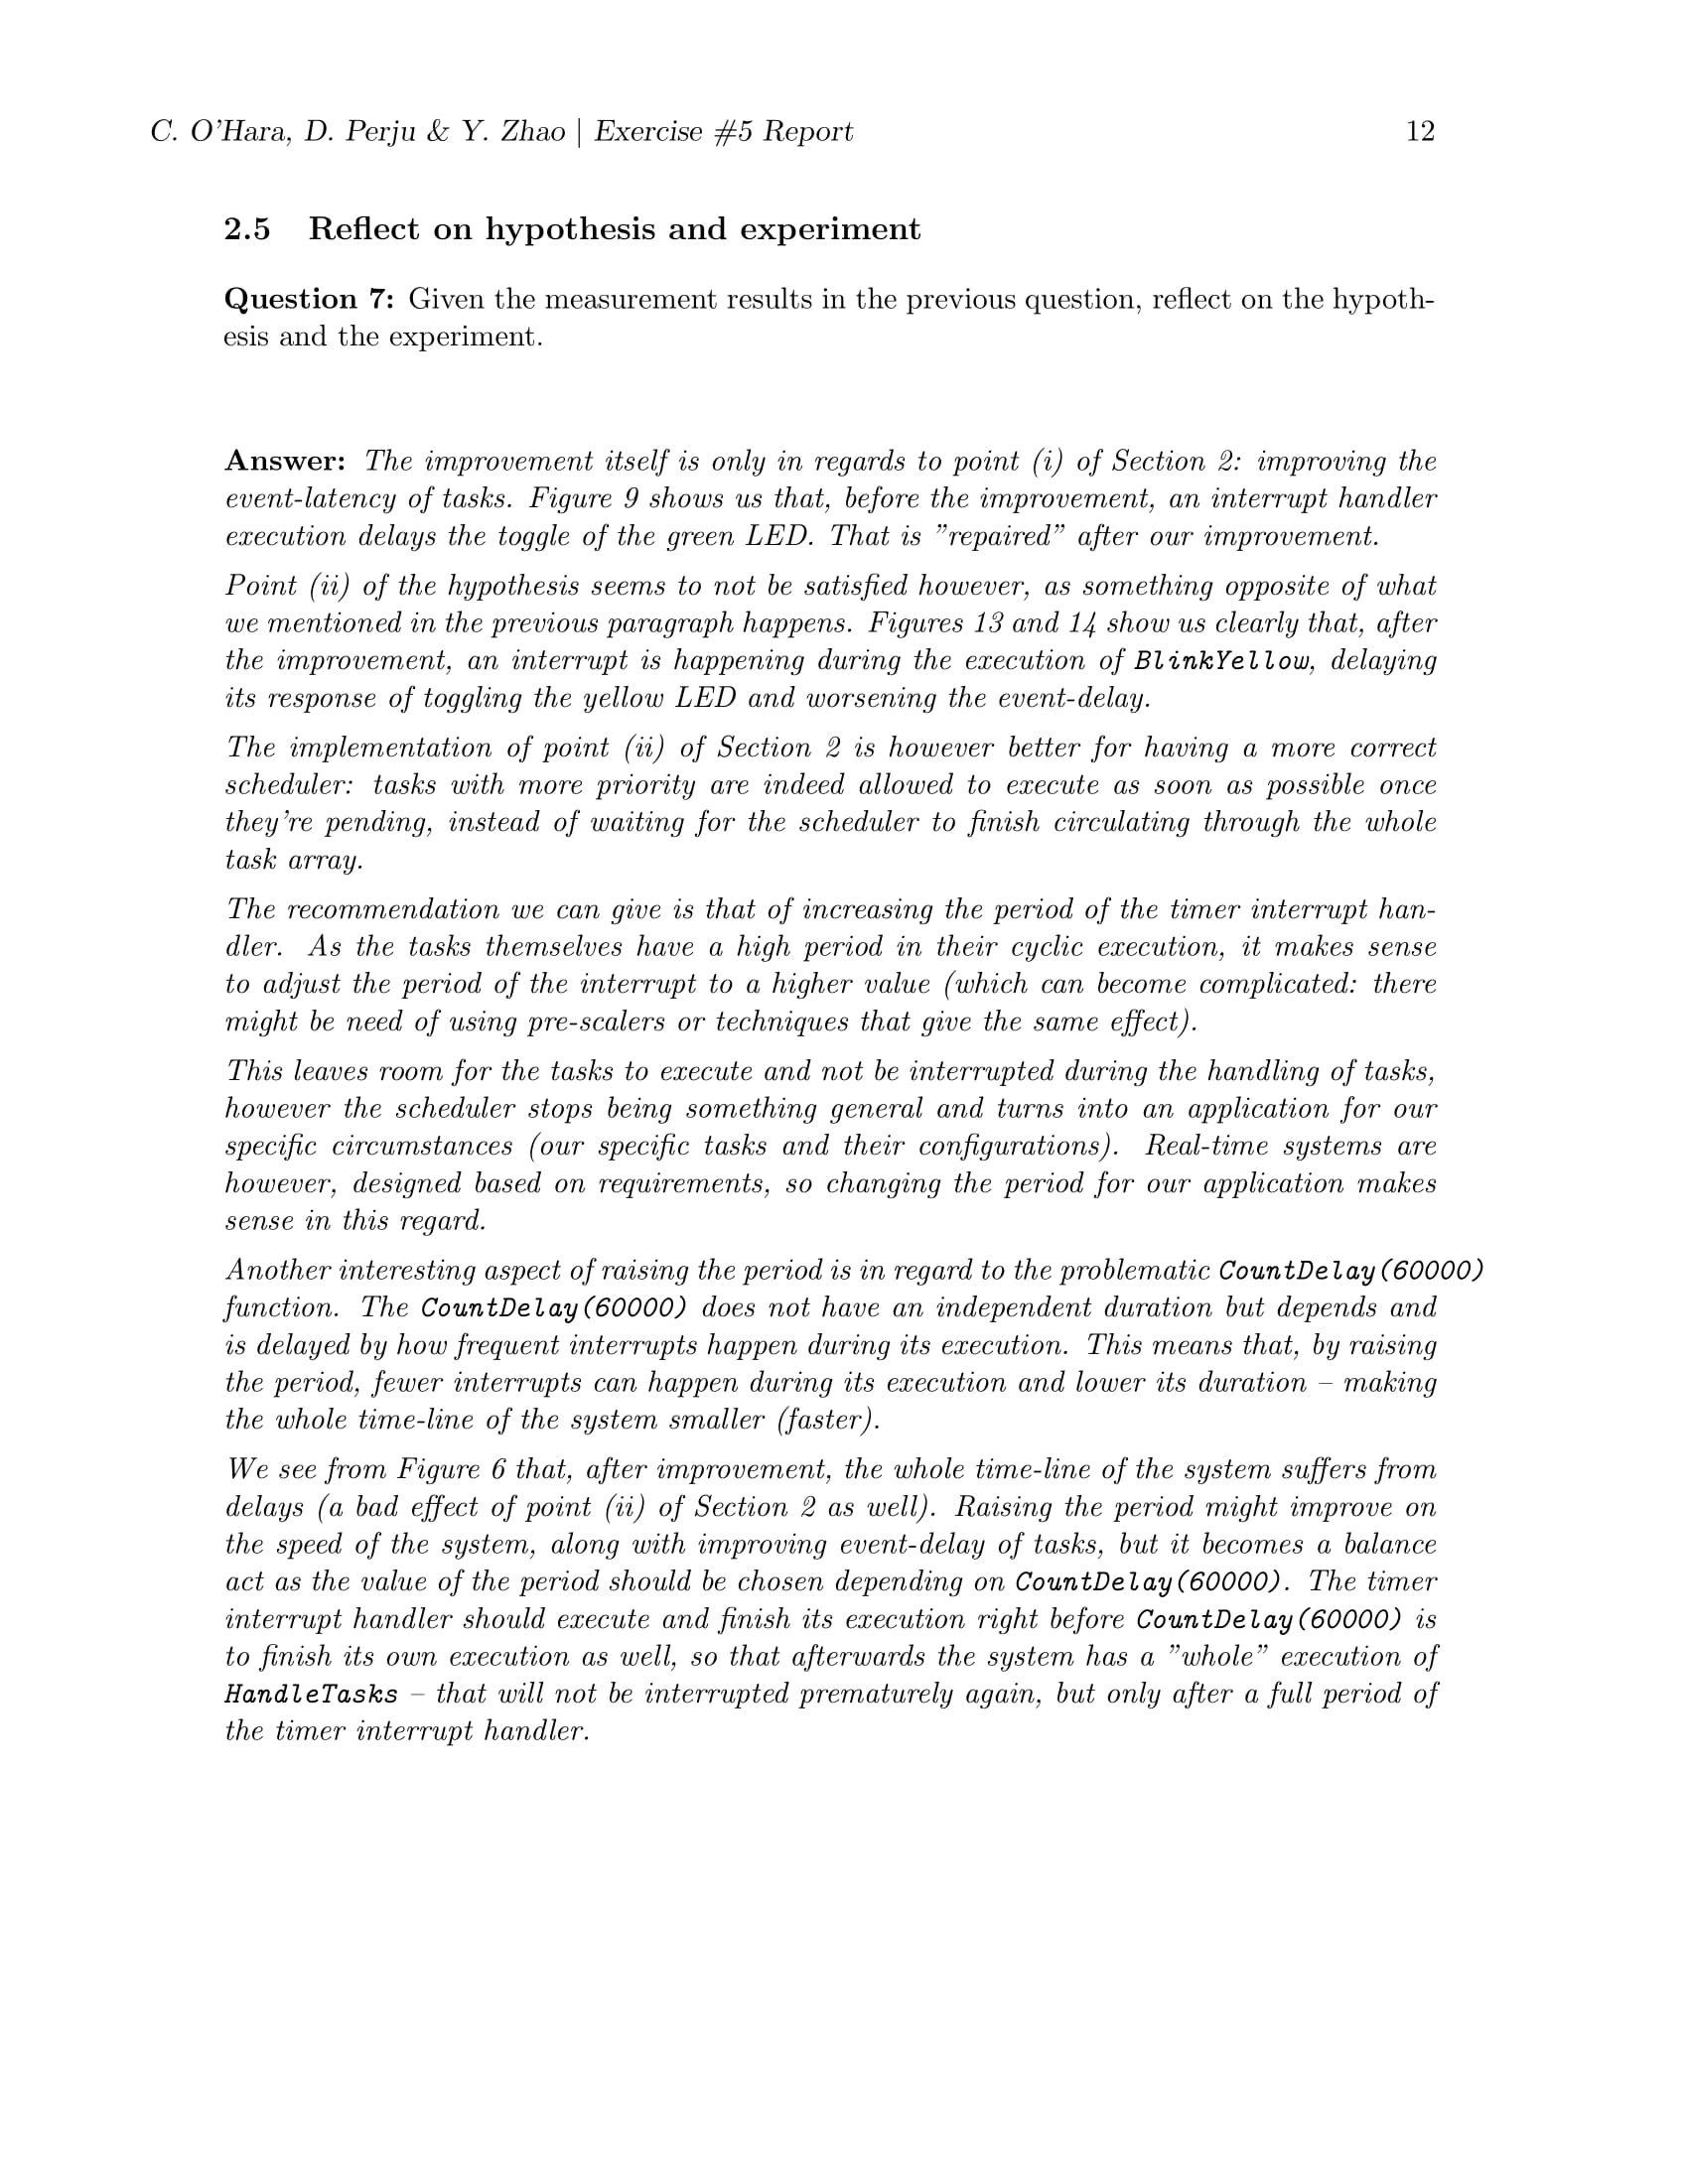 C. O'Hara, D. Perju & Y. Zhao | Exercise #5 Report 12
2.5 Reflect on hypothesis and experiment
Question 7: Given the measurement results in the previous question, reflect on the hypoth-
esis and the experiment.
Answer: The improvement itself is only in regards to point (i) of Section 2: improving the
event-latency of tasks. Figure 9 shows us that, before the improvement, an interrupt handler
execution delays the toggle of the green LED. That is ”repaired” after our improvement.
Point (ii) of the hypothesis seems to not be satisfied however, as something opposite of what
we mentioned in the previous paragraph happens. Figures 13 and 14 show us clearly that, after
the improvement, an interrupt is happening during the execution of BlinkYellow, delaying
its response of toggling the yellow LED and worsening the event-delay.
The implementation of point (ii) of Section 2 is however better for having a more correct
scheduler: tasks with more priority are indeed allowed to execute as soon as possible once
they're pending, instead of waiting for the scheduler to finish circulating through the whole
task array.
The recommendation we can give is that of increasing the period of the timer interrupt han-
dler. As the tasks themselves have a high period in their cyclic execution, it makes sense
to adjust the period of the interrupt to a higher value (which can become complicated: there
might be need of using pre-scalers or techniques that give the same effect).
This leaves room for the tasks to execute and not be interrupted during the handling of tasks,
however the scheduler stops being something general and turns into an application for our
specific circumstances (our specific tasks and their configurations). Real-time systems are
however, designed based on requirements, so changing the period for our application makes
sense in this regard.
Another interesting aspect of raising the period is in regard to the problematic CountDelay(60000)
function. The CountDelay(60000) does not have an independent duration but depends and
is delayed by how frequent interrupts happen during its execution. This means that, by raising
the period, fewer interrupts can happen during its execution and lower its duration – making
the whole time-line of the system smaller (faster).
We see from Figure 6 that, after improvement, the whole time-line of the system suffers from
delays (a bad effect of point (ii) of Section 2 as well). Raising the period might improve on
the speed of the system, along with improving event-delay of tasks, but it becomes a balance
act as the value of the period should be chosen depending on CountDelay(60000). The timer
interrupt handler should execute and finish its execution right before CountDelay(60000) is
to finish its own execution as well, so that afterwards the system has a ”whole” execution of
HandleTasks – that will not be interrupted prematurely again, but only after a full period of
the timer interrupt handler.